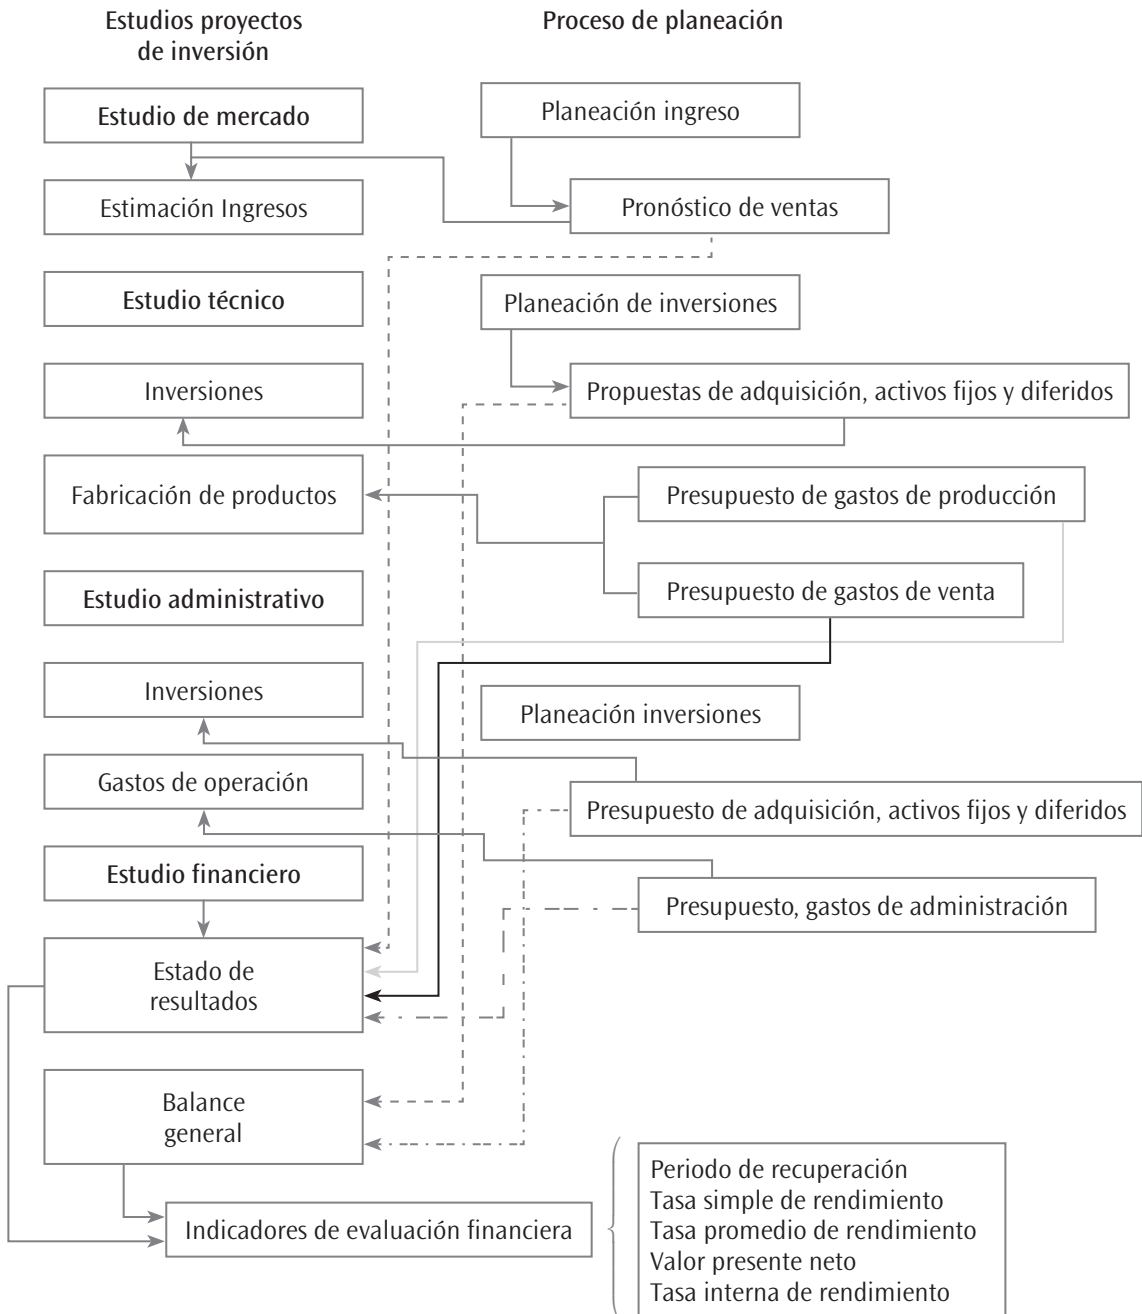 Estudios proyectos
de inversión
Proceso de planeación
Estudio de mercado
Planeación ingreso
Estimación Ingresos
Pronóstico de ventas
Estudio técnico
Planeación de inversiones
Inversiones
Propuestas de adquisición, activos fijos y diferidos
Fabricación de productos
Presupuesto de gastos de producción
Estudio administrativo
Presupuesto de gastos de venta
Inversiones
Planeación inversiones
Gastos de operación
Presupuesto de adquisición, activos fijos y diferidos
Estudio financiero
Presupuesto, gastos de administración
Estado de
resultados
Balance
general
Indicadores de evaluación financiera
Periodo de recuperación
Tasa simple de rendimiento
Tasa promedio de rendimiento
Valor presente neto
Tasa interna de rendimiento